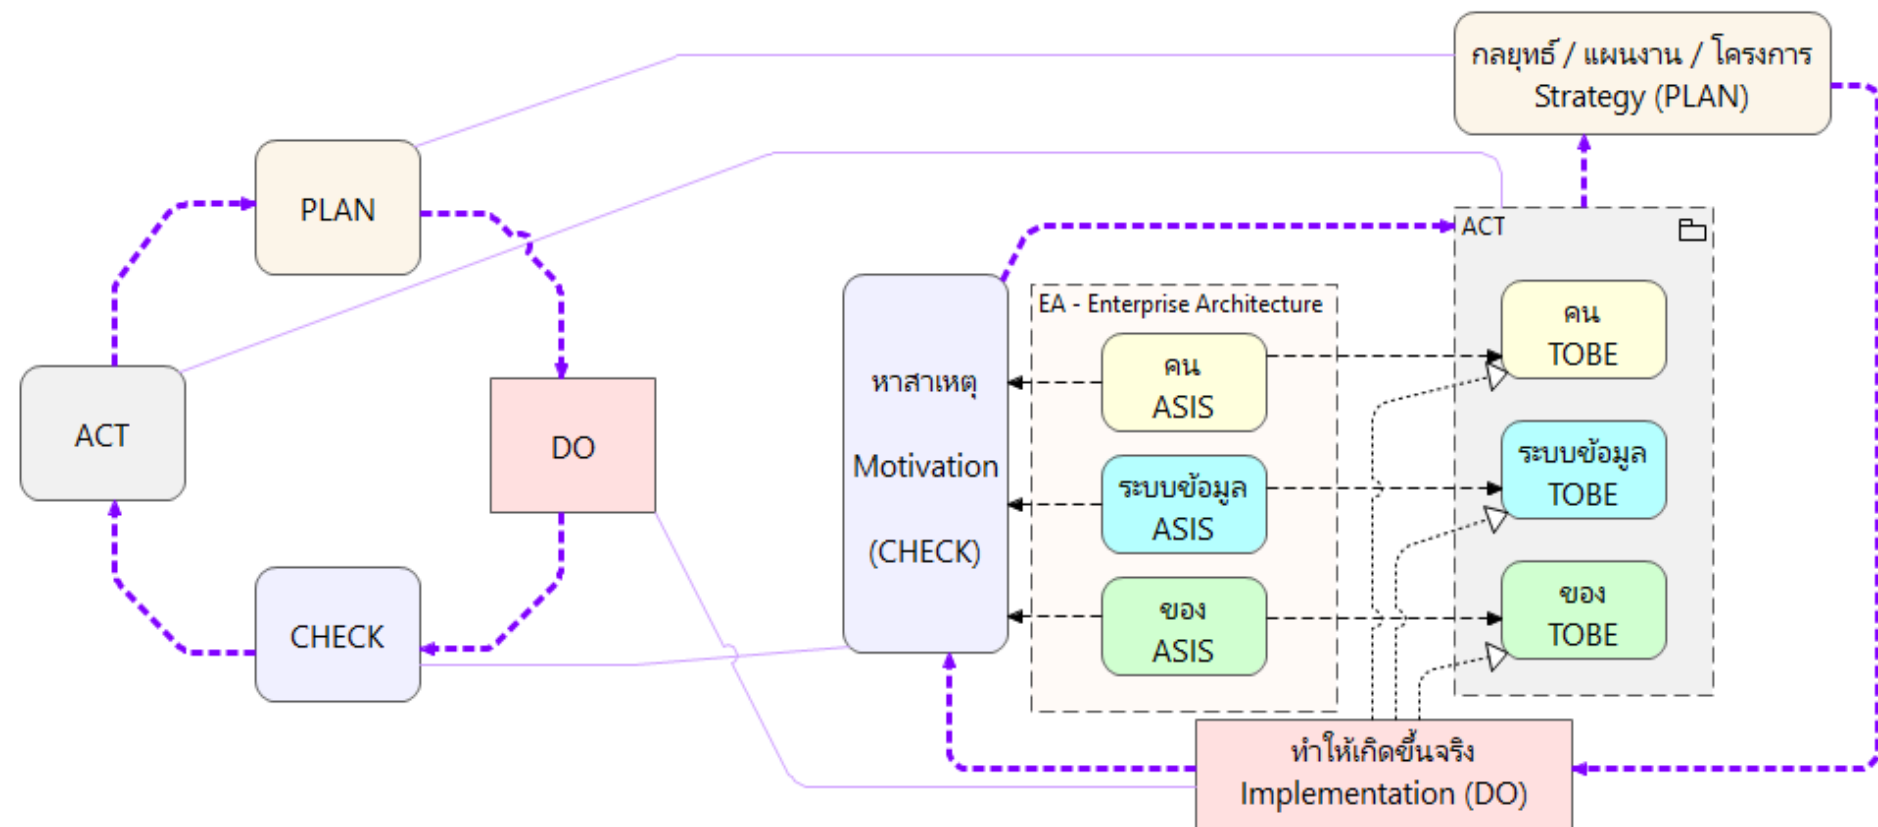 กลยุทธ์ / แผนงาน / โครงการ
Strategy (PLAN)
PLAN
ACT
DO
CHECK
ACT
EA - Enterprise Architecture
หาสาเหตุ
Motivation
(CHECK)
คน
ASIS
ระบบข้อมูล
ASIS
ของ
ASIS
คน
TOBE
ระบบข้อมูล
TOBE
ของ
TOBE
ทำให้เกิดขึ้นจริง
Implementation (DO)